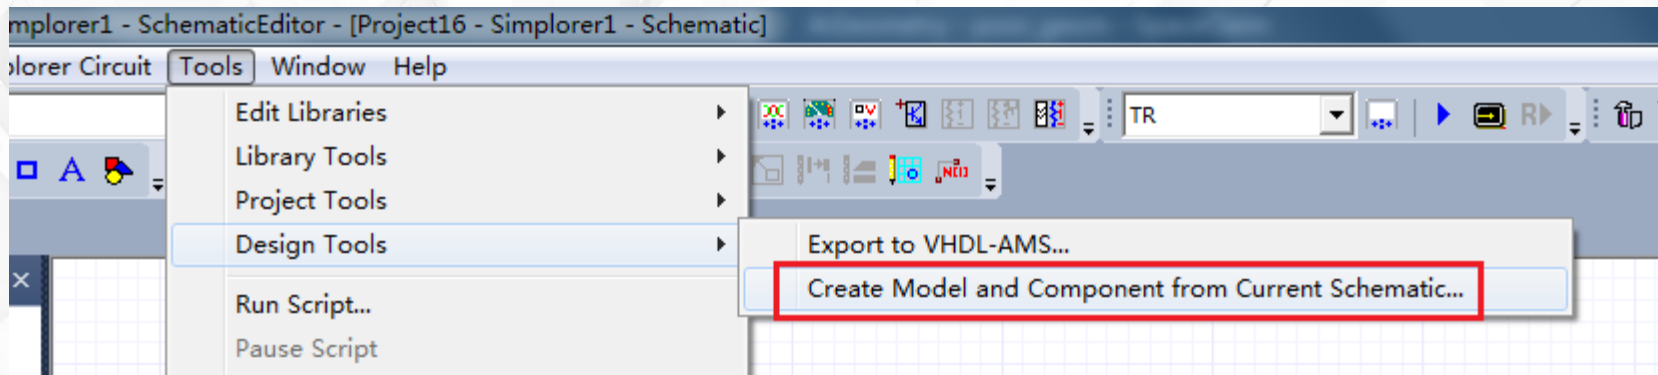 mplorer1 - SchematicEditor - [Project16 - Simplorer1 - Schematic]
plorer Circuit Tools Window Help
Edit Libraries
TR
Library Tools
Project Tools
Design Tools
Export to VHDL-AMS...
Create Model and Component from Current Schematic...
Run Script...
Pause Script